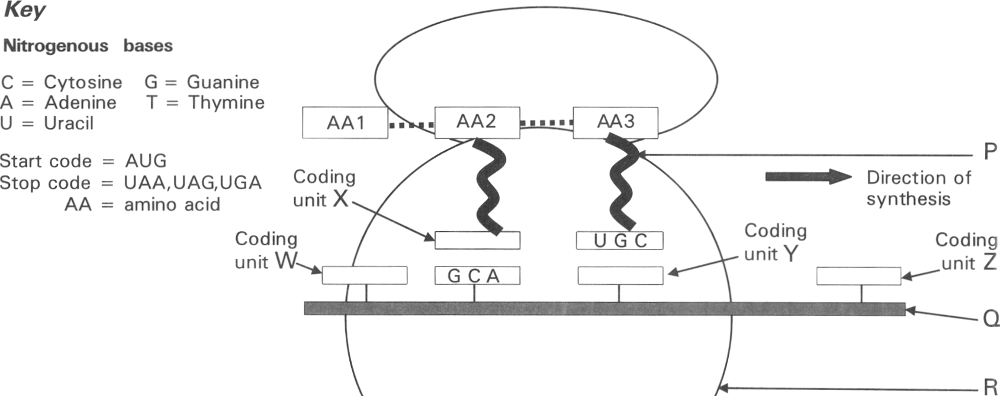 Key
Nitrogenous bases
C = Cytosine G = Guanine
A = Adenine T = Thymine
U = Uracil
Start code = AUG
Stop code = UAA,UAG,UGA
AA = amino acid
AA1
AA2
AA3
P
Direction of
synthesis
Coding
unit X
Coding
unit W
U G C
G C A
Coding
unit Y
Coding
unit Z
Q
R